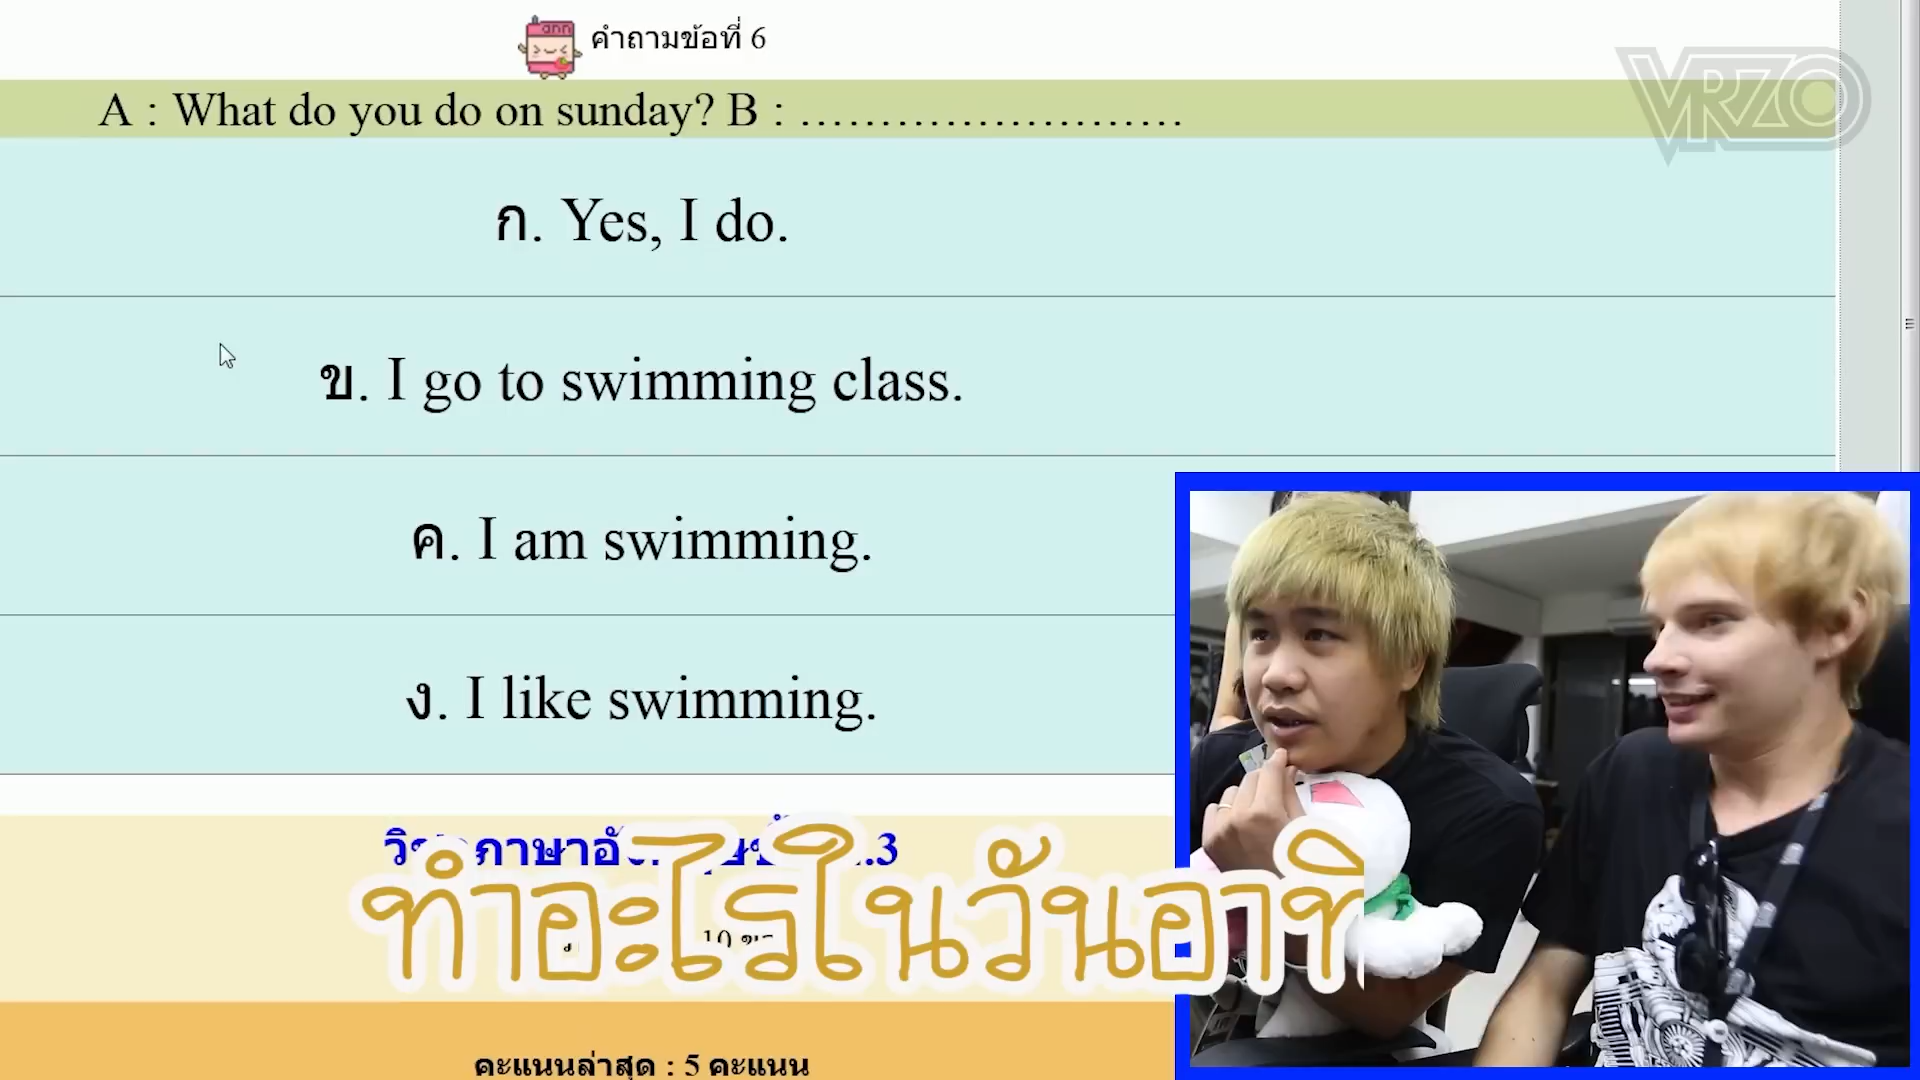 ann
คำถามข้อที่ 6
VRZO
A : What do you do on sunday? B : ........................
ก. Yes, I do.
ข. I go to swimming class.
ค. I am swimming.
ง. I like swimming.
.3
ทำอะไรในวันอาทิ
10
คะแนนล่าสุด : 5 คะแนน